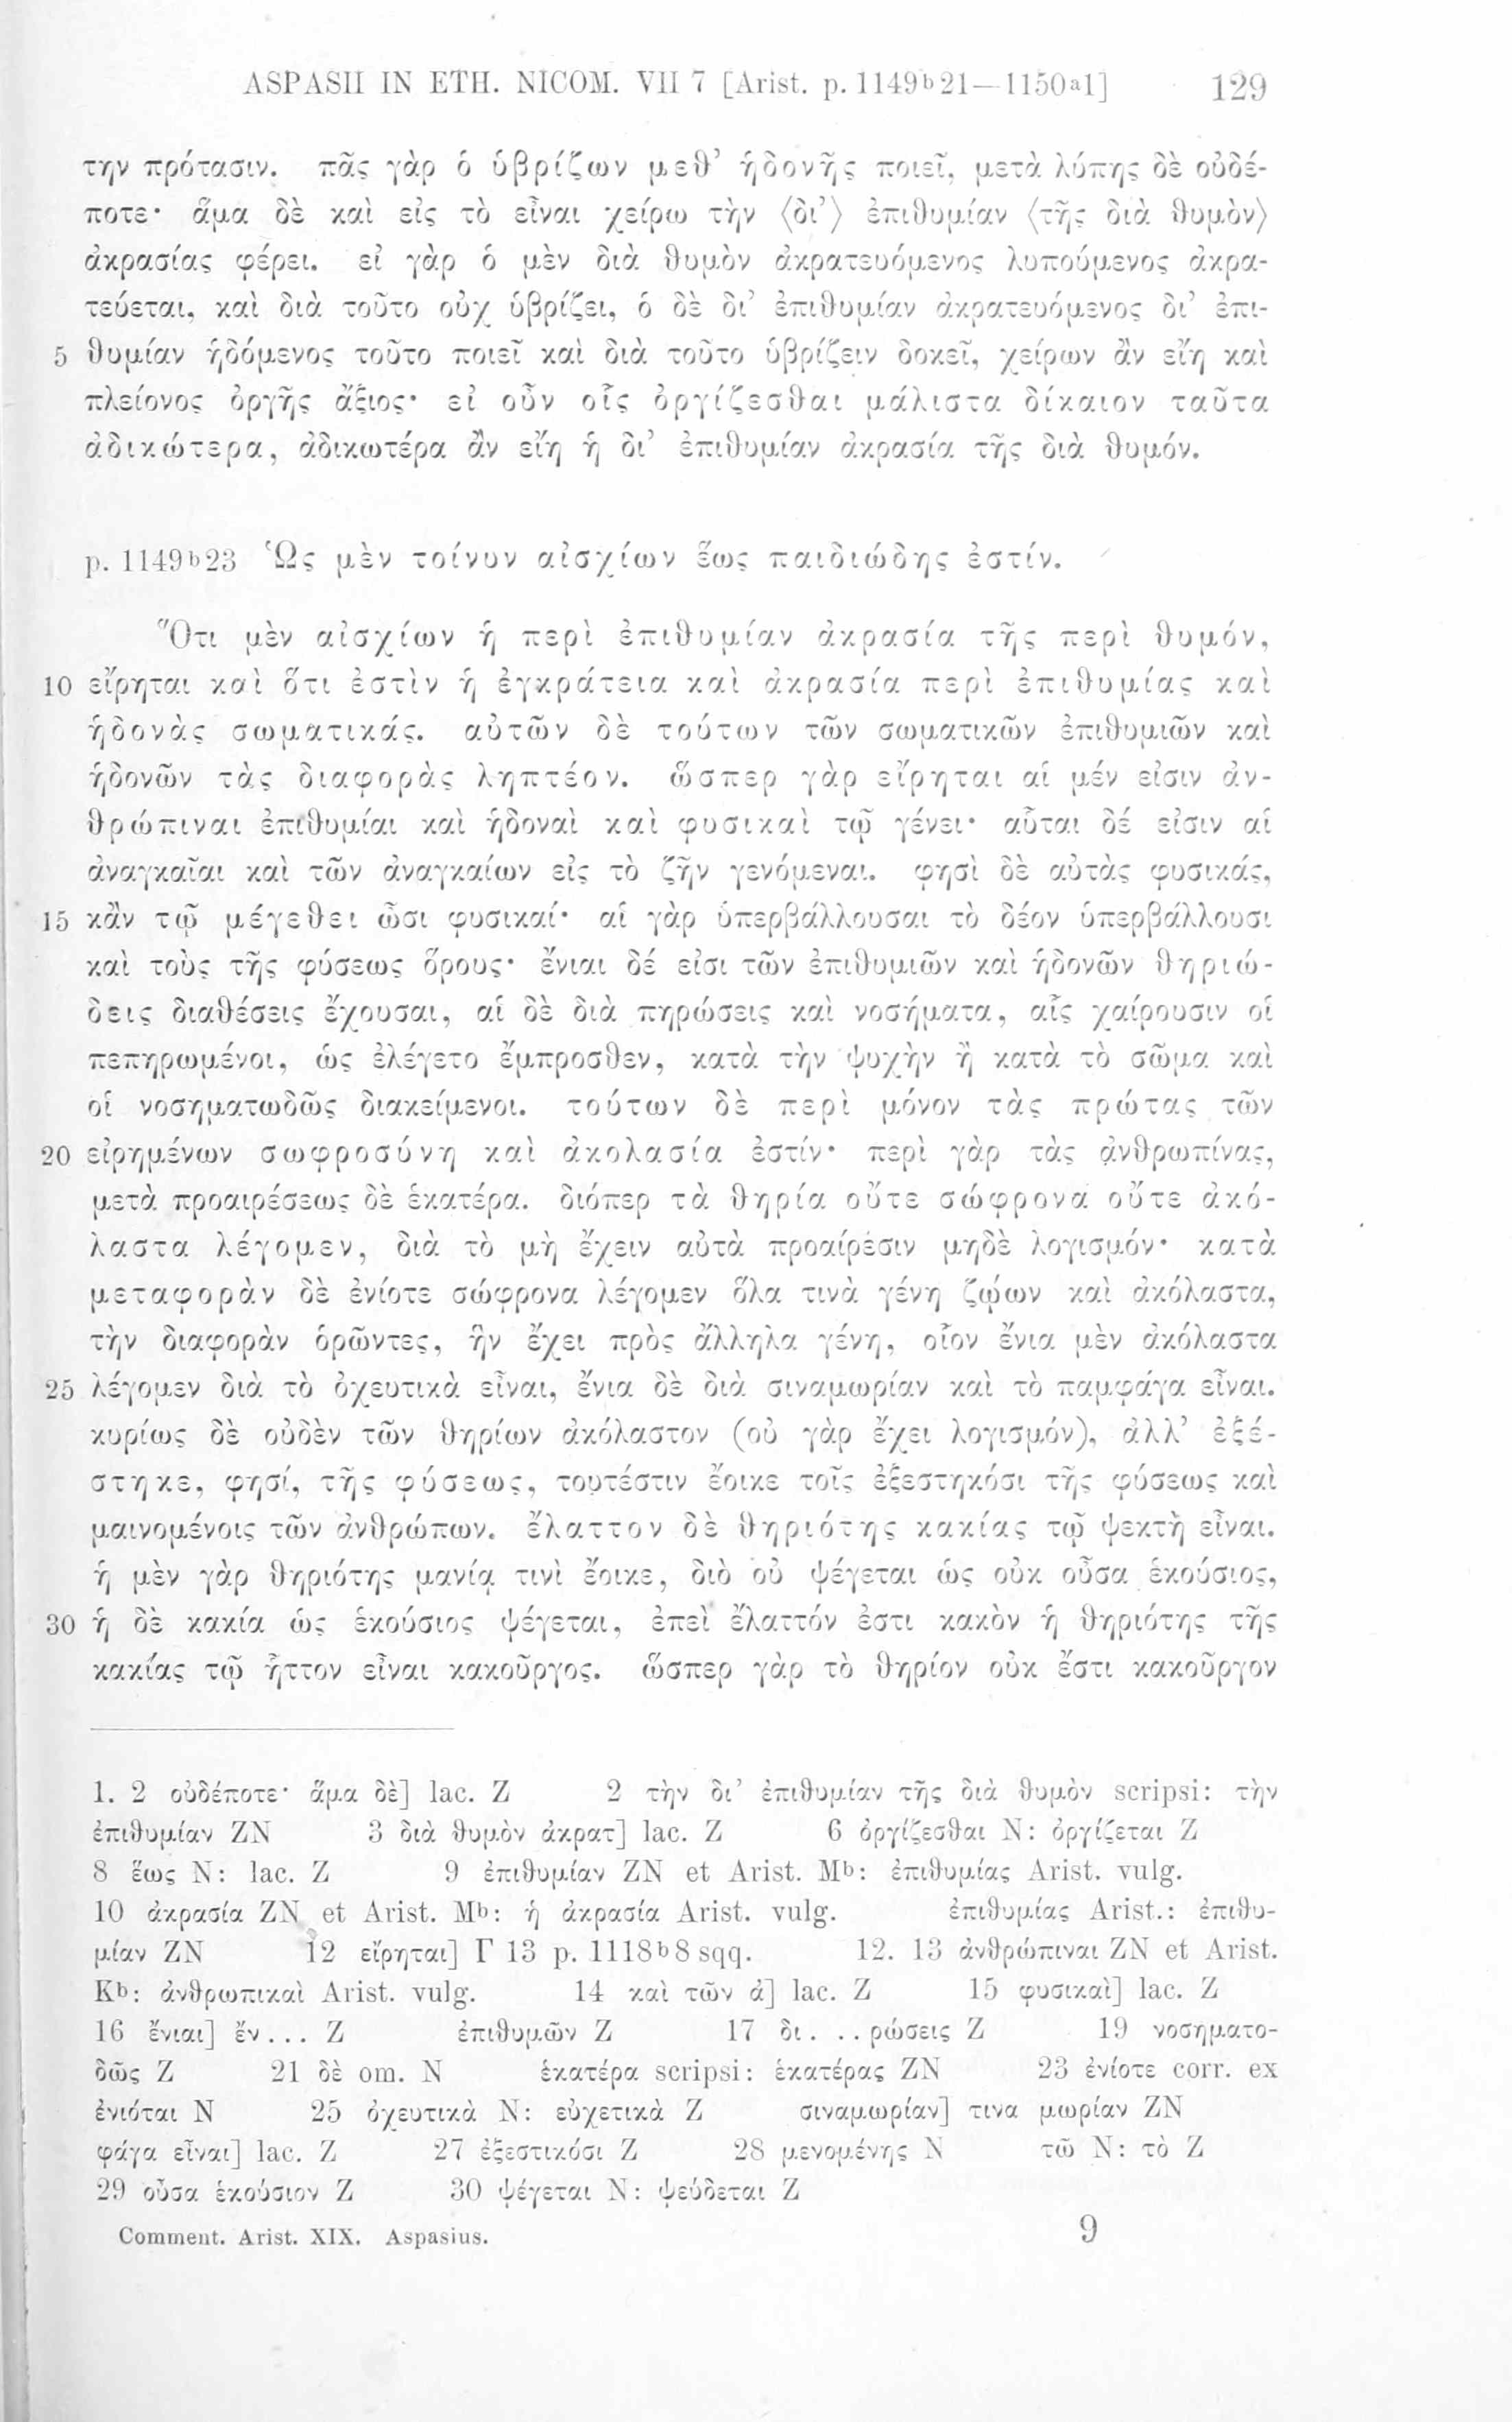 ASPASII IN ETH. NICOM. VII 7 [Arist. p. 1149ᵇ21—1150ᵃ1] 129
την πρότασιν. πᾶς γὰρ ὁ ὑβρίζων μεθ’ ἡδονῆς ποιεῖ, μετὰ λύπης δὲ οὐδέ-
ποτε· ἅμα δὲ καὶ εἰς τὸ εἶναι χείρω τὴν ⟨δι’⟩ ἐπιθυμίαν ⟨τῆς διὰ θυμὸν⟩
ἀκρασίας φέρει. εἰ γὰρ ὁ μὲν διὰ θυμὸν ἀκρατευόμενος λυπούμενος ἀκρα-
τεύεται, καὶ διὰ τοῦτο οὐχ ὑβρίζει, ὁ δὲ δι’ ἐπιθυμίαν ἀκρατευόμενος δι’ ἐπι-
5 θυμίαν ἡδόμενος τοῦτο ποιεῖ καὶ διὰ τοῦτο ὑβρίζειν δοκεῖ, χείρων ἂν εἴη καὶ
πλείονος ὀργῆς ἄξιος· εἰ οὖν οἷς ὀργίζεσθαι μάλιστα δίκαιον ταῦτα
ἀδικώτερα, ἀδικωτέρα ἂν εἴη ἡ δι’ ἐπιθυμίαν ἀκρασία τῆς διὰ θυμόν.
p. 1149ᵇ23 Ὡς μὲν τοίνυν αἰσχίων ἕως παιδιώδης ἐστίν.
Ὅτι μὲν αἰσχίων ἡ περὶ ἐπιθυμίαν ἀκρασία τῆς περὶ θυμόν,
10 εἴρηται καὶ ὅτι ἐστὶν ἡ ἐγκράτεια καὶ ἀκρασία περὶ ἐπιθυμίας καὶ
ἡδονὰς σωματικάς. αὐτῶν δὲ τούτων τῶν σωματικῶν ἐπιθυμιῶν καὶ
ἡδονῶν τὰς διαφορὰς ληπτέον. ὥσπερ γὰρ εἴρηται αἱ μέν εἰσιν ἀν-
θρώπιναι ἐπιθυμίαι καὶ ἡδοναὶ καὶ φυσικαὶ τῷ γένει· αὗται δέ εἰσιν αἱ
ἀναγκαῖαι καὶ τῶν ἀναγκαίων εἰς τὸ ζῆν γενόμεναι. φησὶ δὲ αὐτὰς φυσικάς,
15 κἂν τῷ μέγεθει ὦσι φυσικαί· αἱ γὰρ ὑπερβάλλουσαι τὸ δέον ὑπερβάλλουσι
καὶ τοὺς τῆς φύσεως ὅρους· ἔνιαι δέ εἰσι τῶν ἐπιθυμιῶν καὶ ἡδονῶν θηριώ-
δεις διαθέσεις ἔχουσαι, αἱ δὲ διὰ πηρώσεις καὶ νοσήματα, αἷς χαίρουσιν οἱ
πεπηρωμένοι, ὡς ἐλέγετο ἔμπροσθεν, κατὰ τὴν ψυχὴν ἢ κατὰ τὸ σῶμα καὶ
οἱ νοσηματωδῶς διακείμενοι. τούτων δὲ περὶ μόνον τὰς πρώτας τῶν
20 εἰρημένων σωφροσύνη καὶ ἀκολασία ἐστίν· περὶ γὰρ τὰς ἀνθρωπίνας,
μετὰ προαιρέσεως δὲ ἑκατέρα. διόπερ τὰ θηρία οὔτε σώφρονα οὔτε ἀκό-
λαστα λέγομεν, διὰ τὸ μὴ ἔχειν αὐτὰ προαίρεσιν μηδὲ λογισμόν· κατὰ
μεταφορὰν δὲ ἐνίοτε σώφρονα λέγομεν ὅλα τινὰ γένη ζῴων καὶ ἀκόλαστα,
τὴν διαφορὰν ὁρῶντες, ἣν ἔχει πρὸς ἄλληλα γένη, οἷον ἔνια μὲν ἀκόλαστα
25 λέγομεν διὰ τὸ ὀχευτικὰ εἶναι, ἔνια δὲ διὰ σιναμωρίαν καὶ τὸ παμφάγα εἶναι.
κυρίως δὲ οὐδὲν τῶν θηρίων ἀκόλαστον (οὐ γὰρ ἔχει λογισμόν), ἀλλ’ ἐξέ-
στηκε, φησί, τῆς φύσεως, τουτέστιν ἔοικε τοῖς ἐξεστηκόσι τῆς φύσεως καὶ
μαινομένοις τῶν ἀνθρώπων. ἔλαττον δὲ θηριότης κακίας τῷ ψεκτὴ εἶναι.
ἡ μὲν γὰρ θηριότης μανίᾳ τινὶ ἔοικε, διὸ οὐ ψέγεται ὡς οὐκ οὖσα ἑκούσιος,
30 ἡ δὲ κακία ὡς ἑκούσιος ψέγεται, ἐπεὶ ἔλαττόν ἐστι κακὸν ἡ θηριότης τῆς
κακίας τῷ ἧττον εἶναι κακοῦργος. ὥσπερ γὰρ τὸ θηρίον οὐκ ἔστι κακοῦργον
1. 2 οὐδέποτε· ἅμα δὲ] lac. Z 2 τὴν δι’ ἐπιθυμίαν τῆς διὰ θυμὸν scripsi: τὴν
ἐπιθυμίαν ZN 3 διὰ θυμὸν ἀκρατ] lac. Z 6 ὀργίζεσθαι N: ὀργίζεται Z
8 ἕως N: lac. Z 9 ἐπιθυμίαν ZN et Arist. Mᵇ: ἐπιθυμίας Arist. vulg.
10 ἀκρασία ZN et Arist. Mᵇ: ἡ ἀκρασία Arist. vulg. ἐπιθυμίας Arist.: ἐπιθυ-
μίαν ZN 12 εἴρηται] Γ 13 p. 1118ᵇ8 sqq. 12. 13 ἀνθρώπιναι ZN et Arist.
Kᵇ: ἀνθρωπικαὶ Arist. vulg. 14 καὶ τῶν ἀ] lac. Z 15 φυσικαὶ] lac. Z
16 ἔνιαι] ἔν... Z ἐπιθυμῶν Z 17 δι. ..ρώσεις Z 19 νοσηματο-
δῶς Z 21 δὲ om. N ἑκατέρα scripsi: ἑκατέρας ZN 23 ἐνίοτε corr. ex
ἐνιόται N 25 ὀχευτικὰ N: εὐχετικὰ Z σιναμωρίαν] τινα μωρίαν ZN
φάγα εἶναι] lac. Z 27 ἐξεστικόσι Z 28 μενομένης N τῶ N: τὸ Z
29 οὖσα ἑκούσιον Z 30 ψέγεται N: ψεύδεται Z
Comment. Arist. XIX. Aspasius. 9